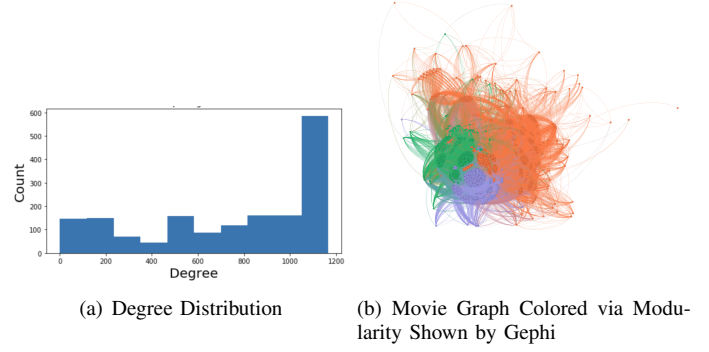 600
500
400
300
200
100
0
Count
0 200 400 600 800 1000 1200
Degree
(a) Degree Distribution
(b) Movie Graph Colored via Modu-
larity Shown by Gephi